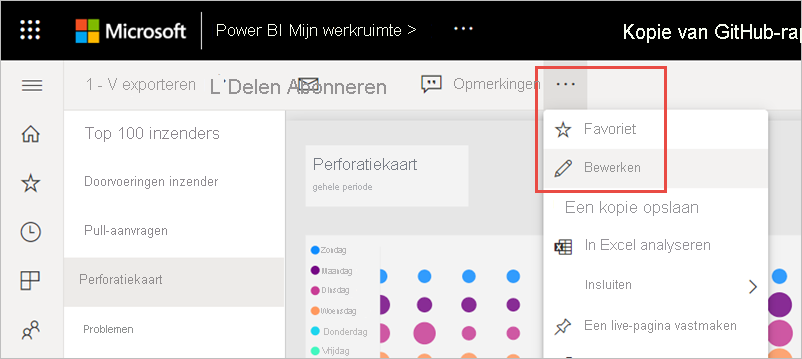 Microsoft Power BI Mijn werkruimte > ··· Kopie van GitHub-rap
1 - V exporteren L Delen Abonneren Opmerkingen ···
Top 100 inzenders
Doorvoeringen inzender
Pull-aanvragen
Perforatiekaart
Problemen
Perforatiekaart
gehele periode
Zondag
Maandag
Dinsdag
Woensdag
Donderdag
Vrijdag
Favoriet
Bewerken
Een kopie opslaan
In Excel analyseren
Insluiten
Een live-pagina vastmaken